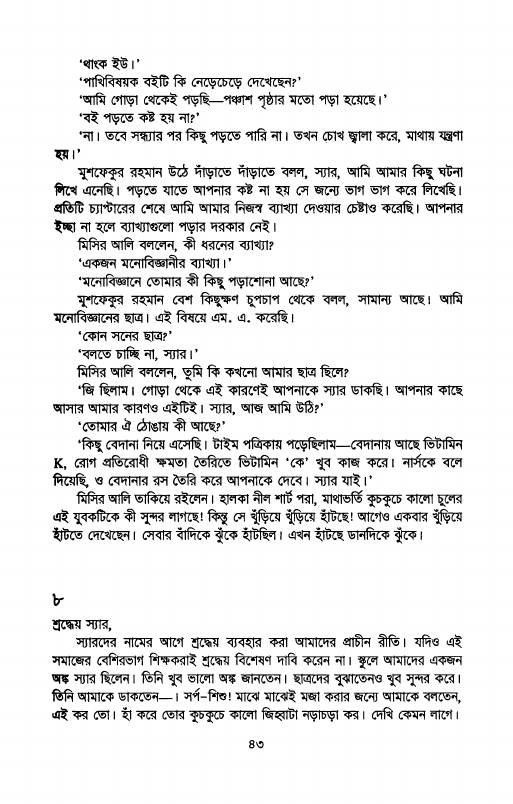 ‘থাংক ইউ।’
‘পাখিবিষয়ক বইটি কি নেড়েচেড়ে দেখেছেন?’
‘আমি গোড়া থেকেই পড়ছি—পঞ্চাশ পৃষ্ঠার মতো পড়া হয়েছে।’
‘বই পড়তে কষ্ট হয় না?’
‘না। তবে সন্ধ্যার পর কিছু পড়তে পারি না। তখন চোখ জ্বালা করে, মাথায় যন্ত্রণা
হয়।’
মুশফেকুর রহমান উঠে দাঁড়াতে দাঁড়াতে বলল, স্যার, আমি আমার কিছু ঘটনা
লিখে এনেছি। পড়তে যাতে আপনার কষ্ট না হয় সে জন্যে ভাগ ভাগ করে লিখেছি।
প্রতিটি চ্যাপ্টারের শেষে আমি আমার নিজস্ব ব্যাখ্যা দেওয়ার চেষ্টাও করেছি। আপনার
ইচ্ছা না হলে ব্যাখ্যাগুলো পড়ার দরকার নেই।
মিসির আলি বললেন, কী ধরনের ব্যাখ্যা?
‘একজন মনোবিজ্ঞানীর ব্যাখ্যা।’
‘মনোবিজ্ঞানে তোমার কী কিছু পড়াশোনা আছে?’
মুশফেকুর রহমান বেশ কিছুক্ষণ চুপচাপ থেকে বলল, সামান্য আছে। আমি
মনোবিজ্ঞানের ছাত্র। এই বিষয়ে এম. এ. করেছি।
‘কোন সনের ছাত্র?’
‘বলতে চাচ্ছি না, স্যার।’
মিসির আলি বললেন, তুমি কি কখনো আমার ছাত্র ছিলে?
‘জি ছিলাম। গোড়া থেকে এই কারণেই আপনাকে স্যার ডাকছি। আপনার কাছে
আসার আমার কারণও এইটিই। স্যার, আজ আমি উঠি?’
‘তোমার ঐ ঠোঙায় কী আছে?’
‘কিছু বেদানা নিয়ে এসেছি। টাইম পত্রিকায় পড়েছিলাম—বেদানায় আছে ভিটামিন
K, রোগ প্রতিরোধী ক্ষমতা তৈরিতে ভিটামিন ‘কে’ খুব কাজ করে। নার্সকে বলে
দিয়েছি, ও বেদানার রস তৈরি করে আপনাকে দেবে। স্যার যাই।’
মিসির আলি তাকিয়ে রইলেন। হালকা নীল শার্ট পরা, মাথাভর্তি কুচকুচে কালো চুলের
এই যুবকটিকে কী সুন্দর লাগছে! কিন্তু সে খুঁড়িয়ে খুঁড়িয়ে হাঁটছে! আগেও একবার খুঁড়িয়ে
হাঁটতে দেখেছেন। সেবার বাঁদিকে ঝুঁকে হাঁটছিল। এখন হাঁটছে ডানদিকে ঝুঁকে।
৮
শ্রদ্ধেয় স্যার,
স্যারদের নামের আগে শ্রদ্ধেয় ব্যবহার করা আমাদের প্রাচীন রীতি। যদিও এই
সমাজের বেশিরভাগ শিক্ষকরাই শ্রদ্ধেয় বিশেষণ দাবি করেন না। স্কুলে আমাদের একজন
অঙ্ক স্যার ছিলেন। তিনি খুব ভালো অঙ্ক জানতেন। ছাত্রদের বুঝাতেনও খুব সুন্দর করে।
তিনি আমাকে ডাকতেন—। সর্প-শিশু! মাঝে মাঝেই মজা করার জন্যে আমাকে বলতেন,
এই কর তো। হাঁ করে তোর কুচকুচে কালো জিহ্বাটা নড়াচড়া কর। দেখি কেমন লাগে।
৪৩